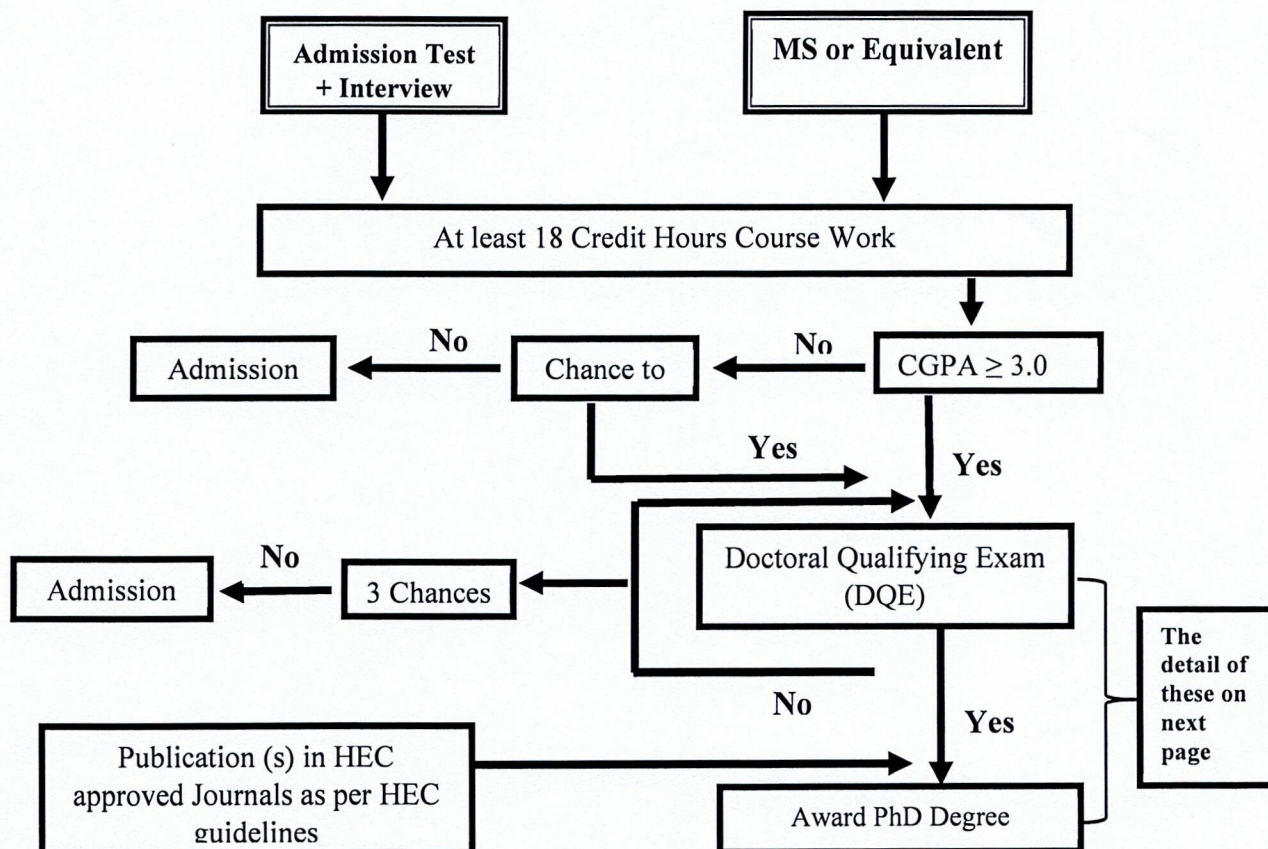 Admission Test
+ Interview
MS or Equivalent
At least 18 Credit Hours Course Work
No
No
Admission
Chance to
CGPA ≥ 3.0
Yes
Yes
No
Admission
3 Chances
Doctoral Qualifying Exam
(DQE)
The
detail of
these on
next
page
No
Yes
Publication (s) in HEC
approved Journals as per HEC
guidelines
Award PhD Degree